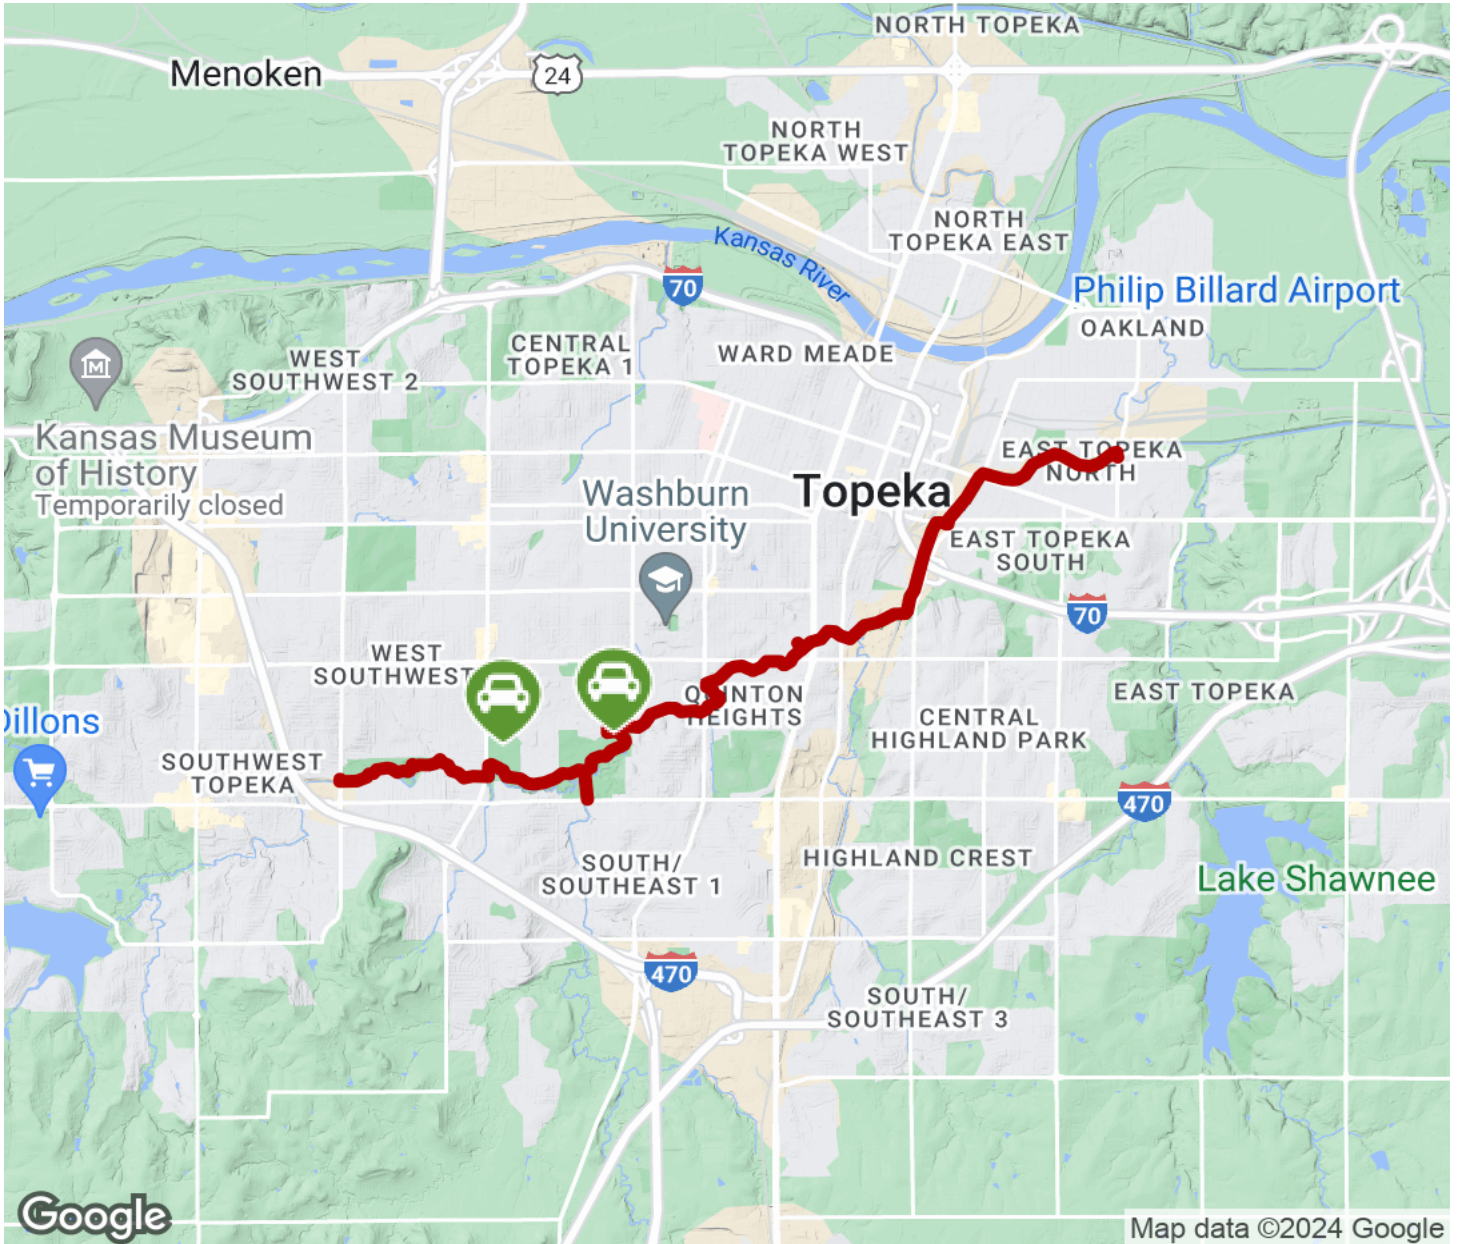 NORTH TOPEKA
Menoken
24
NORTH
TOPEKA WEST
NORTH
TOPEKA EAST
Kansas River
70
Philip Billard Airport
OAKLAND
CENTRAL
TOPEKA 1
WARD MEADE
WEST
SOUTHWEST 2
Kansas Museum
of History
Temporarily closed
EAST TOPEKA
NORTH
Washburn
University
Topeka
EAST TOPEKA
SOUTH
70
WEST
SOUTHWEST
QUINTON
HEIGHTS
EAST TOPEKA
CENTRAL
HIGHLAND PARK
Dillons
SOUTHWEST
TOPEKA
470
SOUTH/
SOUTHEAST 1
HIGHLAND CREST
Lake Shawnee
470
SOUTH/
SOUTHEAST 3
Google
Map data ©2024 Google